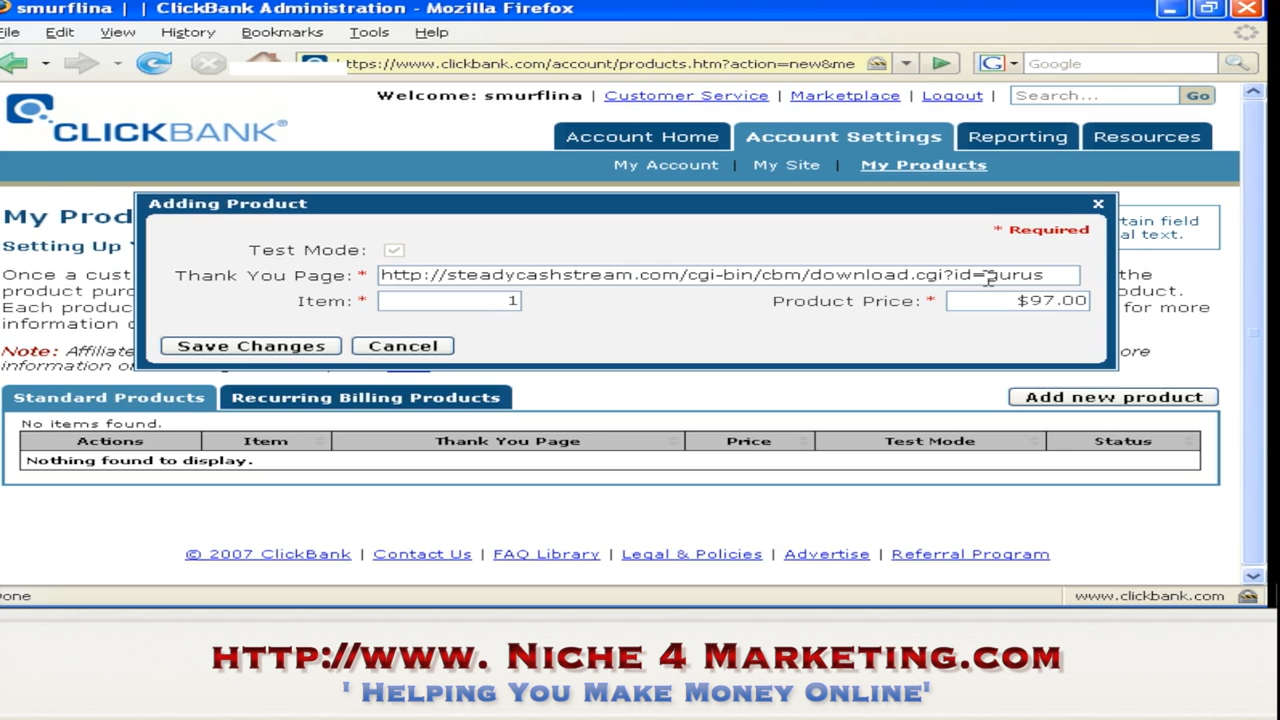 smurflina | | ClickBank Administration - Mozilla Firefox
File Edit View History Bookmarks Tools Help
https://www.clickbank.com/account/products.htm?action=new&me Google
Welcome: smurflina | Customer Service | Marketplace | Logout | Search... Go
CLICKBANK®
Account Home Account Settings Reporting Resources
My Account | My Site | My Products
My Prod
Adding Product x
tain field
al text.
* Required
Setting Up
Test Mode:
Once a cust the
Thank You Page: * http://steadycashstream.com/cgi-bin/cbm/download.cgi?id=gurus
product purc oduct.
Each produc for more
Item: * 1 Product Price: * $97.00
information o
Save Changes Cancel
Note: Affiliate ore
information o
Standard Products Recurring Billing Products Add new product
No items found.
Actions Item Thank You Page Price Test Mode Status
Nothing found to display.
© 2007 ClickBank | Contact Us | FAQ Library | Legal & Policies | Advertise | Referral Program
one www.clickbank.com
http://www. Niche 4 Marketing.com
' Helping You Make Money Online'